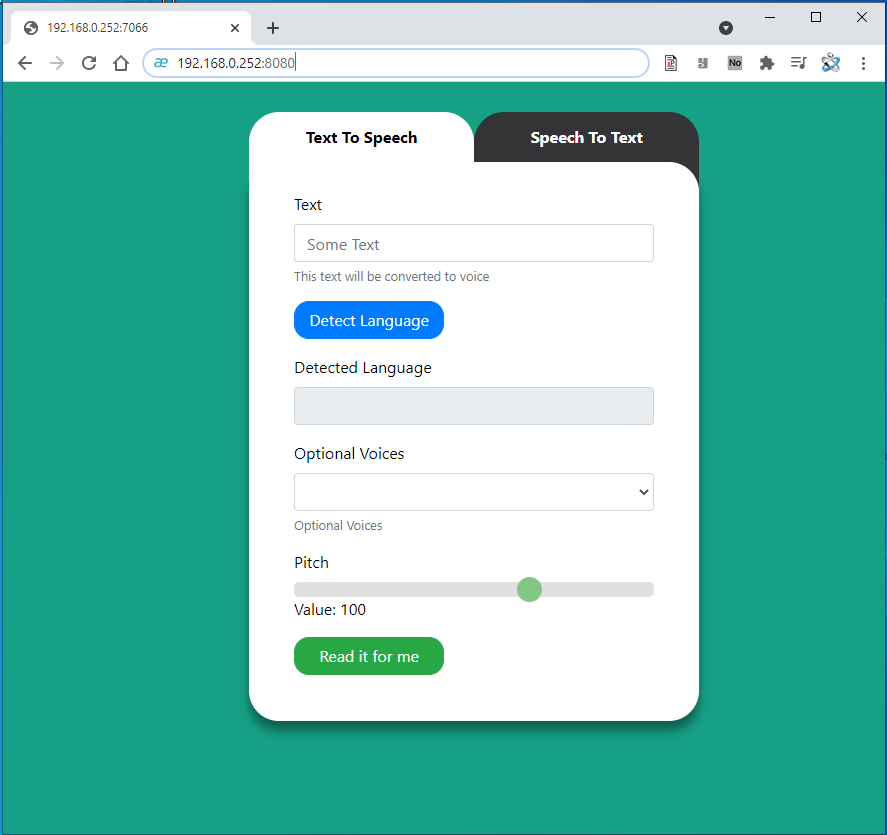 192.168.0.252:7066
æ 192.168.0.252:8080
No
Text To Speech
Speech To Text
Text
Some Text
This text will be converted to voice
Detect Language
Detected Language
Optional Voices
Optional Voices
Pitch
Value: 100
Read it for me